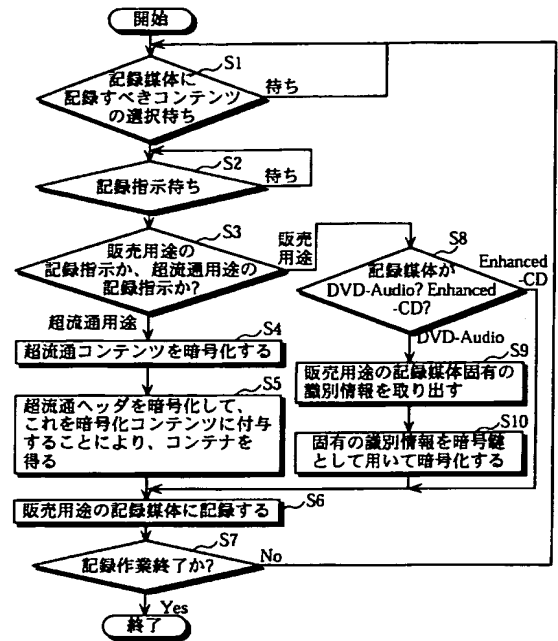 開始
S1
記録媒体に
記録すべきコンテンツ
の選択待ち
待ち
S2
記録指示待ち
待ち
S3
販売用途の
記録指示か、超流通用途の
記録指示か?
販売
用途
超流通用途
S8
記録媒体が
DVD-Audio? Enhanced
-CD?
Enhanced
-CD
DVD-Audio
S4
超流通コンテンツを暗号化する
S9
販売用途の記録媒体固有の
識別情報を取り出す
S5
超流通ヘッダを暗号化して、
これを暗号化コンテンツに付与
することにより、コンテナを
得る
S10
固有の識別情報を暗号鍵
として用いて暗号化する
S6
販売用途の記録媒体に記録する
S7
記録作業終了か?
No
Yes
終了